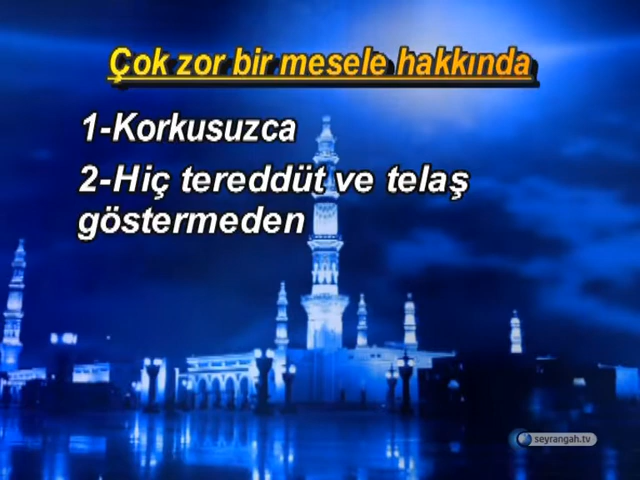 Çok zor bir mesele hakkında
1-Korkusuzca
2-Hiç tereddüt ve telaş
göstermeden
seyrangah.tv